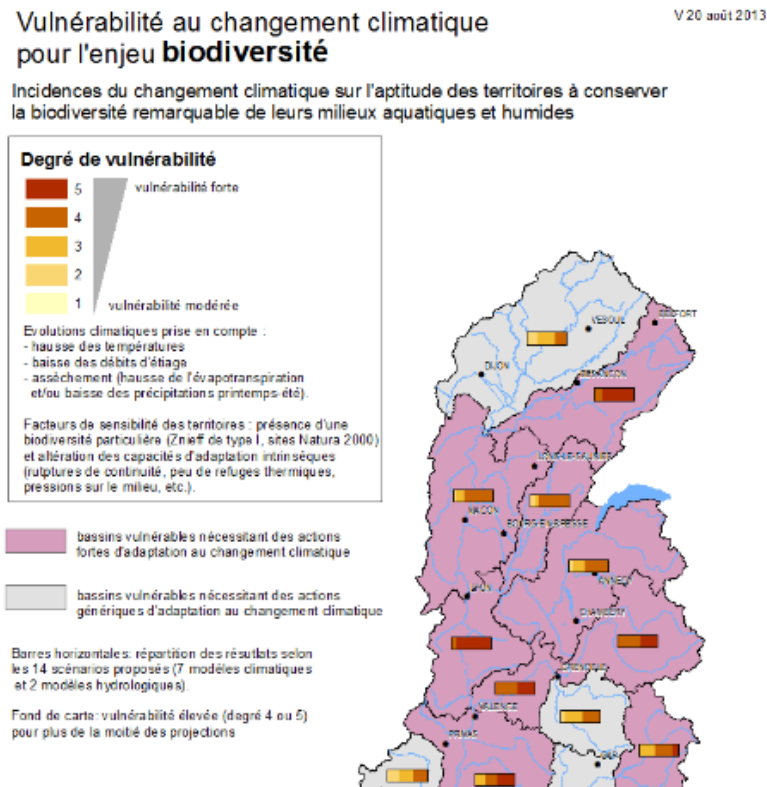 Vulnérabilité au changement climatique
pour l'enjeu biodiversité
V 20 août 2013
Incidences du changement climatique sur l'aptitude des territoires à conserver
la biodiversité remarquable de leurs milieux aquatiques et humides
Degré de vulnérabilité
5 vulnérabilité forte
4
3
2
1 vulnérabilité modérée
Evolutions climatiques prise en compte :
- hausse des températures
- baisse des débits d'étiage
- assèchement (hausse de l'évapotranspiration
et/ou baisse des précipitations printemps-été).
Facteurs de sensibilité des territoires : présence d'une
biodiversité particulière (Znieff de type I, sites Natura 2000)
et altération des capacités d'adaptation intrinsèques
(rutptures de continuité, peu de refuges thermiques,
pressions sur le milieu, etc.).
bassins vulnérables nécessitant des actions
fortes d'adaptation au changement climatique
bassins vulnérables nécessitant des actions
génériques d'adaptation au changement climatique
Barres horizontales: répartition des résutlats selon
les 14 scénarios proposés (7 modèles climatiques
et 2 modèles hydrologiques).
Fond de carte: vulnérabilité élevée (degré 4 ou 5)
pour plus de la moitié des projections
VESOUL
BELFORT
DIJON
BESANCON
LONS-LE-SAUNIER
MACON
BOURG-EN-BRESSE
ANNECY
LYON
CHAMBERY
GRENOBLE
VALENCE
PRIVAS
GAP